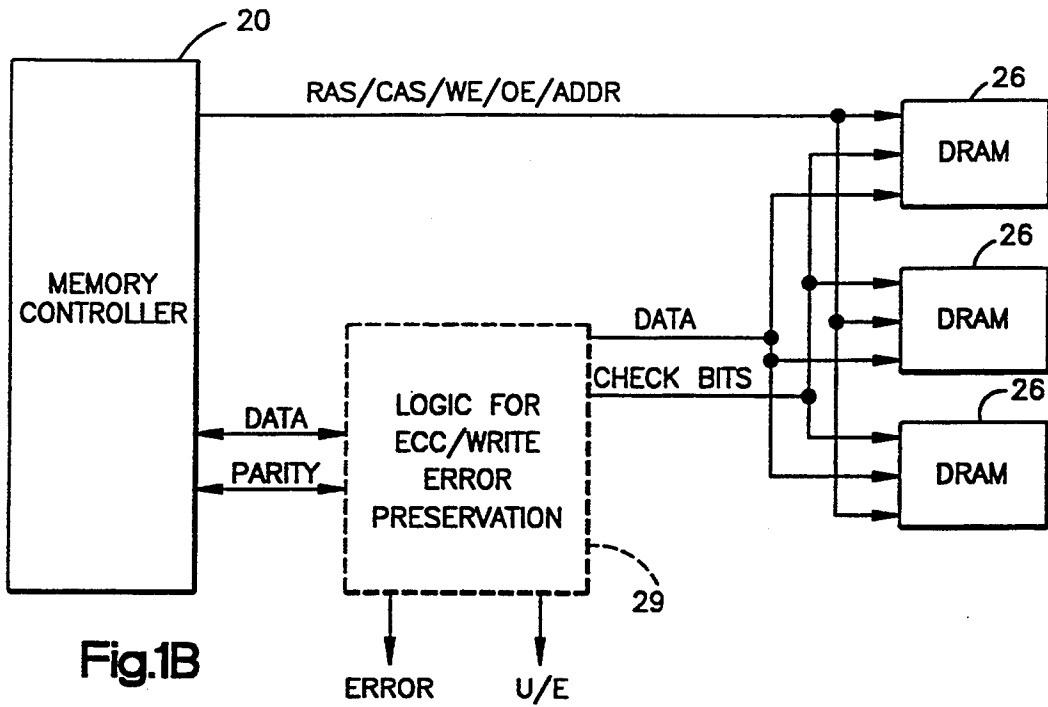 20
RAS/CAS/WE/OE/ADDR
26
DRAM
MEMORY
CONTROLLER
26
DRAM
DATA
CHECK BITS
LOGIC FOR
ECC/WRITE
ERROR
PRESERVATION
DATA
PARITY
26
DRAM
29
Fig.1B
ERROR
U/E